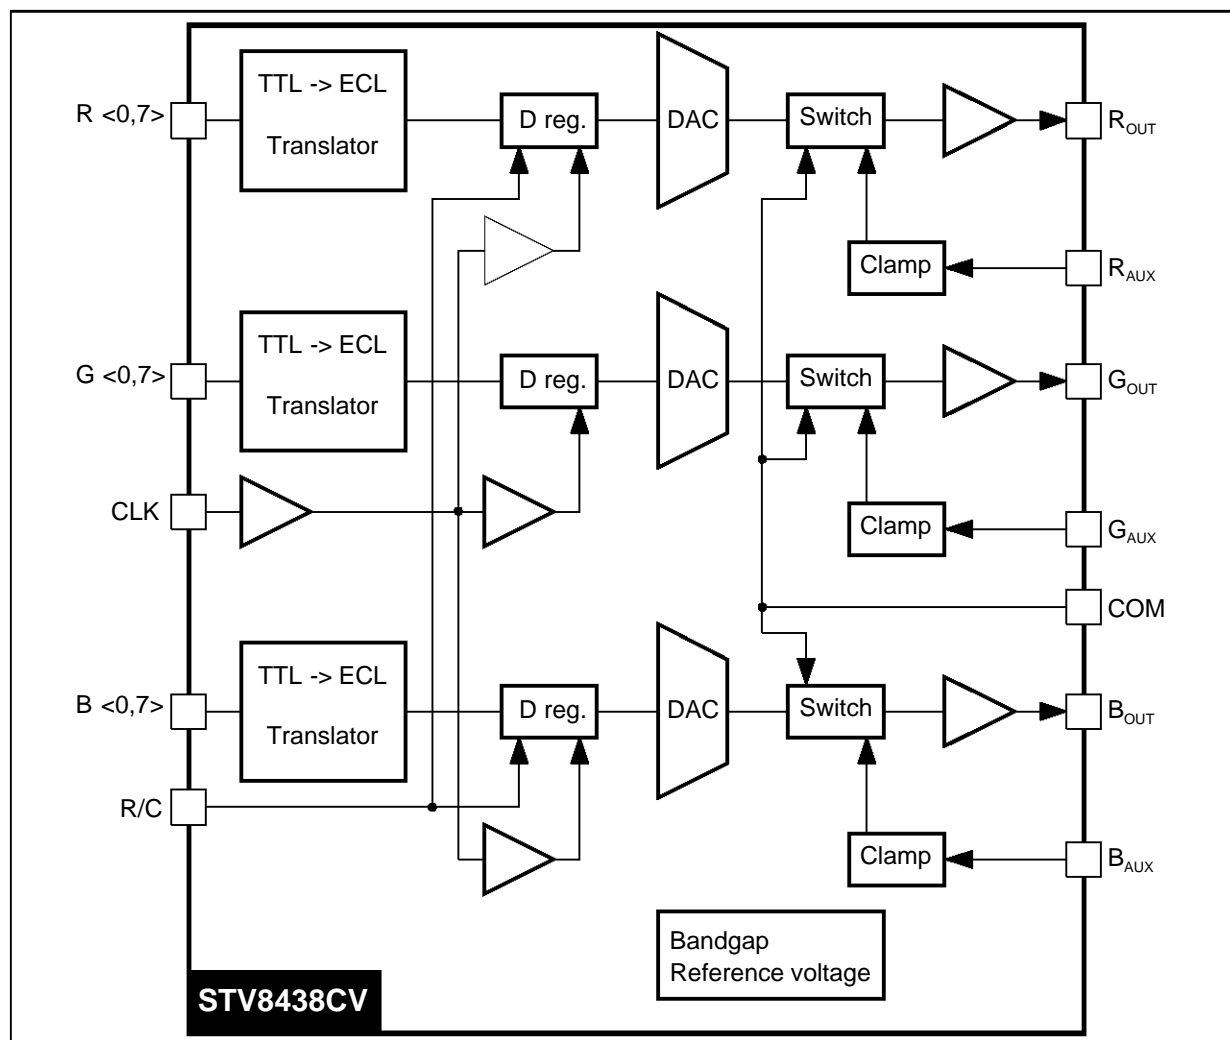 TTL -> ECL
Translator
R <0,7>
D reg.
DAC
Switch
ROUT
Clamp
RAUX
TTL -> ECL
Translator
G <0,7>
D reg.
DAC
Switch
GOUT
CLK
Clamp
GAUX
COM
TTL -> ECL
Translator
B <0,7>
D reg.
DAC
Switch
BOUT
R/C
Clamp
BAUX
Bandgap
Reference voltage
STV8438CV